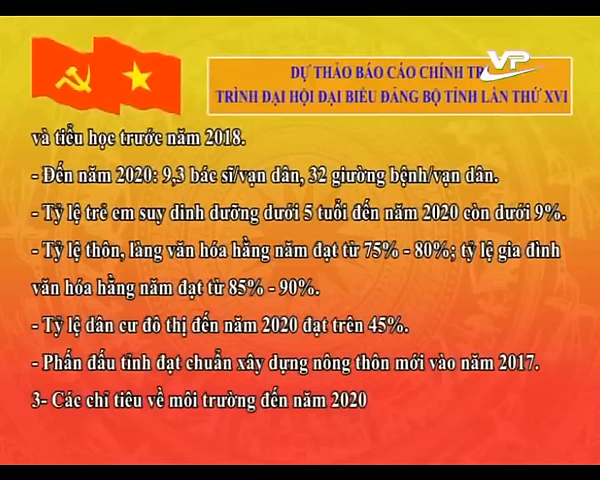 VP
DỰ THẢO BÁO CÁO CHÍNH
TRÌNH ĐẠI HỘI ĐẠI BIỂU ĐẢNG BỘ TỈNH LẦN THỨ XVI
và tiểu học trước năm 2018.
- Đến năm 2020: 9,3 bác sĩ/vạn dân, 32 giường bệnh/vạn dân.
- Tỷ lệ trẻ em suy dinh dưỡng dưới 5 tuổi đến năm 2020 còn dưới 9%.
- Tỷ lệ thôn, làng văn hóa hằng năm đạt từ 75% - 80%; tỷ lệ gia đình
văn hóa hằng năm đạt từ 85% - 90%.
- Tỷ lệ dân cư đô thị đến năm 2020 đạt trên 45%.
- Phấn đấu tỉnh đạt chuẩn xây dựng nông thôn mới vào năm 2017.
3- Các chỉ tiêu về môi trường đến năm 2020